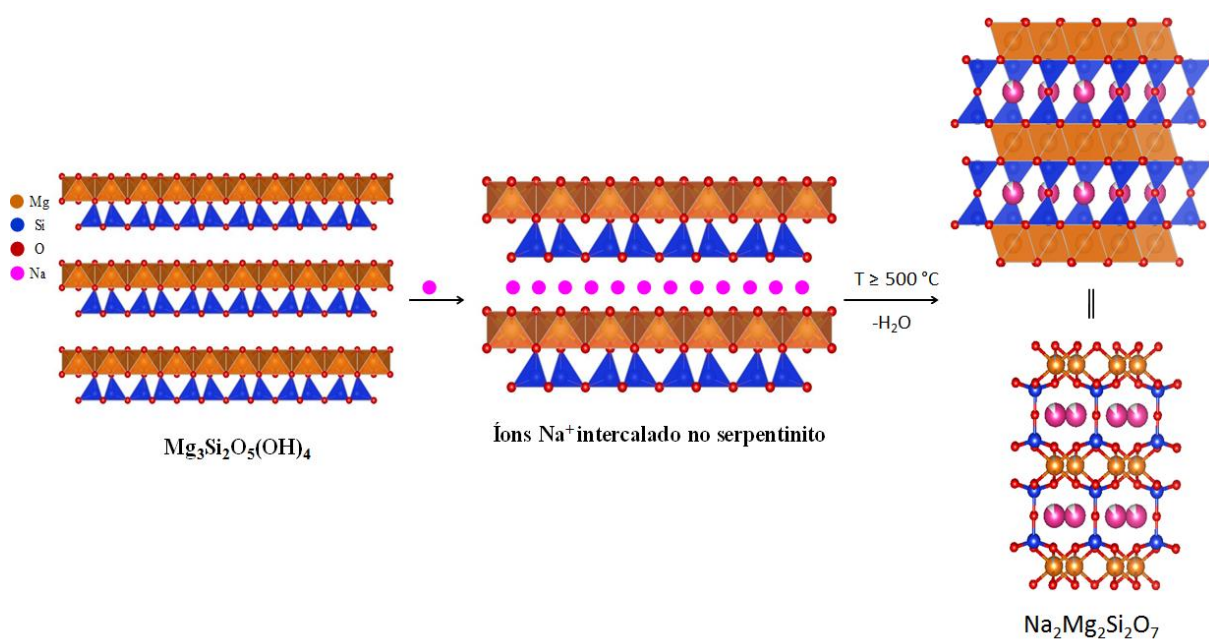 Mg
Si
O
Na
Mg₃Si₂O₅(OH)₄
Íons Na⁺ intercalado no serpentinito
T ≥ 500 °C
-H₂O
||
Na₂Mg₂Si₂O₇